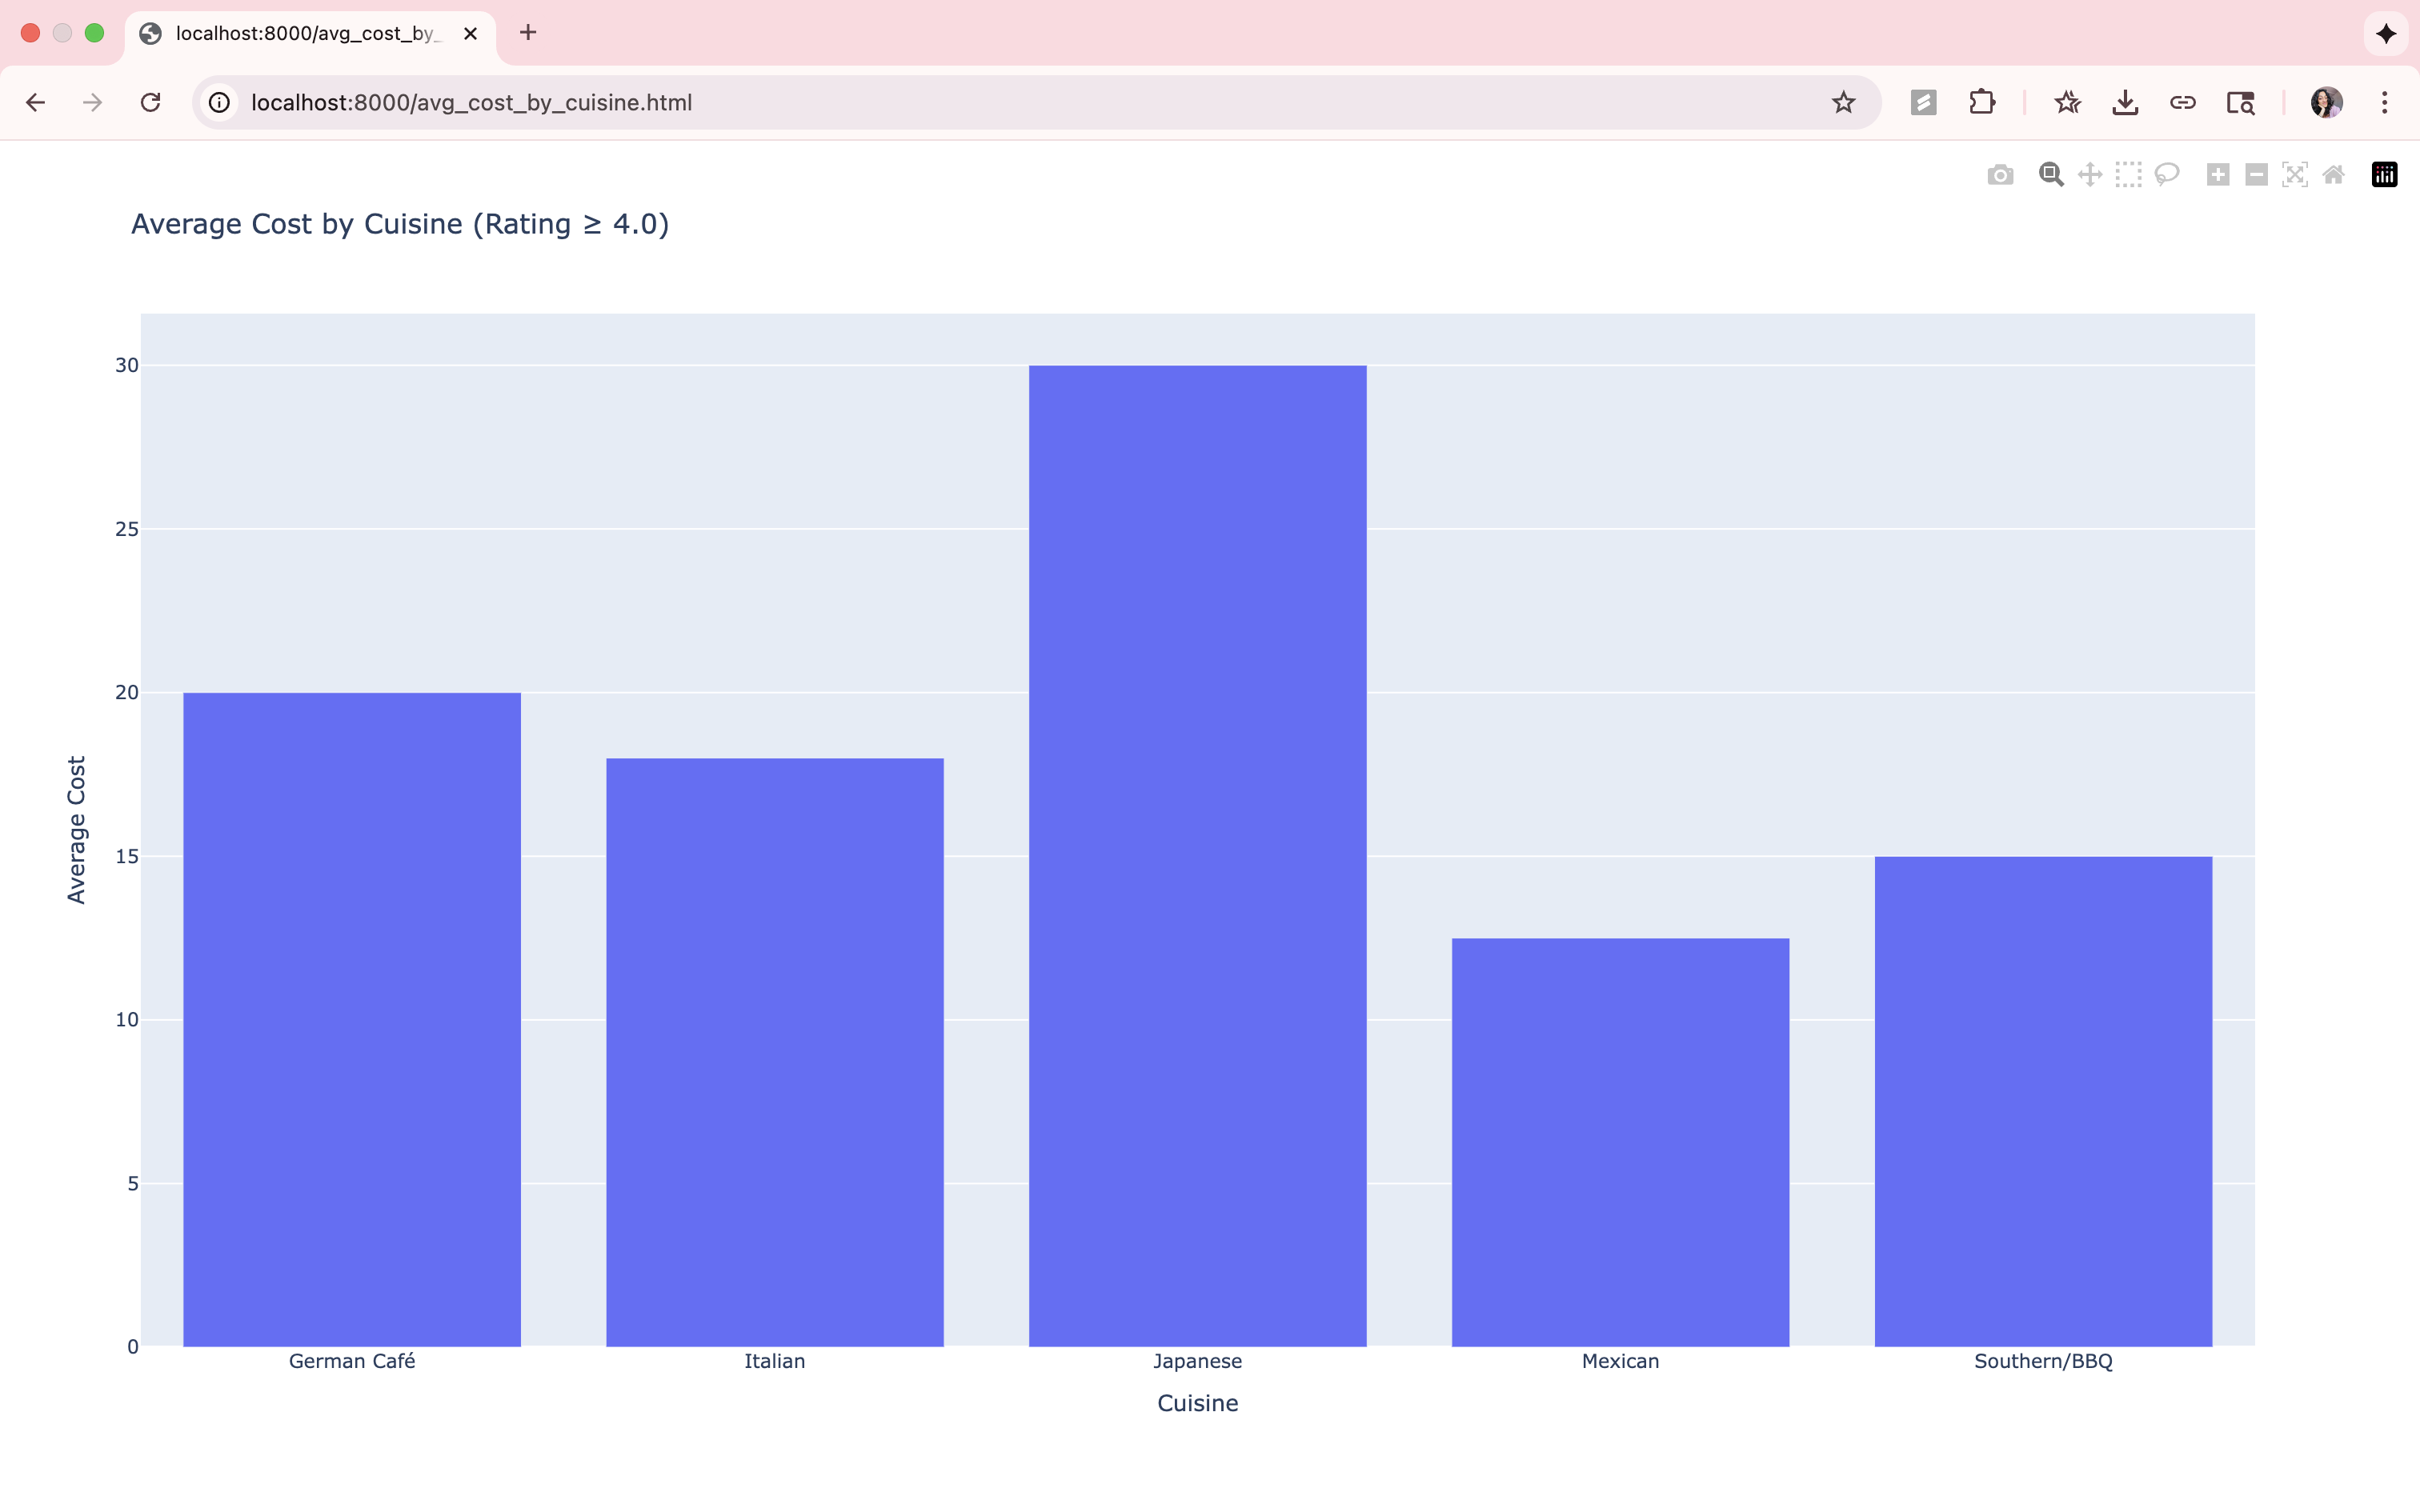 localhost:8000/avg_cost_by_
localhost:8000/avg_cost_by_cuisine.html
Average Cost by Cuisine (Rating ≥ 4.0)
30
25
20
15
10
5
0
Average Cost
German Café Italian Japanese Mexican Southern/BBQ
Cuisine